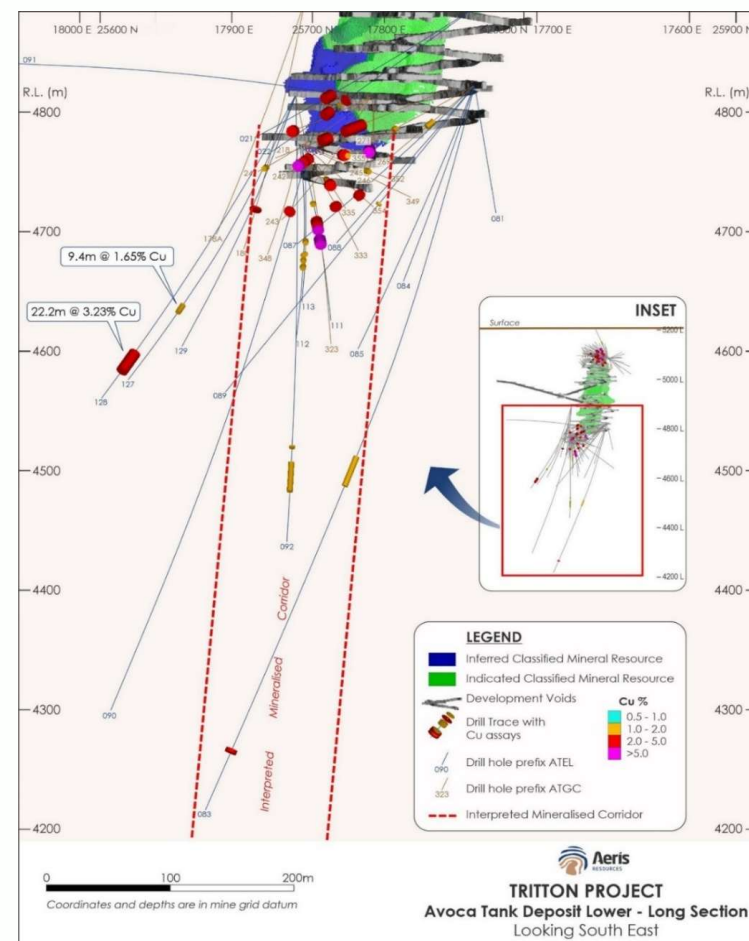 18000 E 25600 N 17900 E 25700 N 17800 E 17700 E 17600 E 25900 N
R.L. (m) R.L. (m)
091
4800 4800
021
349
081
178A
243
348
087
088
335
354
333
4700 4700
9.4m @ 1.65% Cu
22.2m @ 3.23% Cu
084
113
111
112
323
085
129
4600 4600
127
128
089
4500 4500
092
4400
Interpreted Mineralised Corridor
090
4300 4300
083
4200 4200
INSET
Surface
5200 L
5000 L
4800 L
4600 L
4400 L
4200 L
LEGEND
Inferred Classified Mineral Resource
Indicated Classified Mineral Resource
Development Voids
Drill Trace with
Cu assays
Cu %
0.5 - 1.0
1.0 - 2.0
2.0 - 5.0
>5.0
090 Drill hole prefix ATEL
323 Drill hole prefix ATGC
Interpreted Mineralised Corridor
0 100 200m
Coordinates and depths are in mine grid datum
Aeris
RESOURCES
TRITTON PROJECT
Avoca Tank Deposit Lower - Long Section
Looking South East